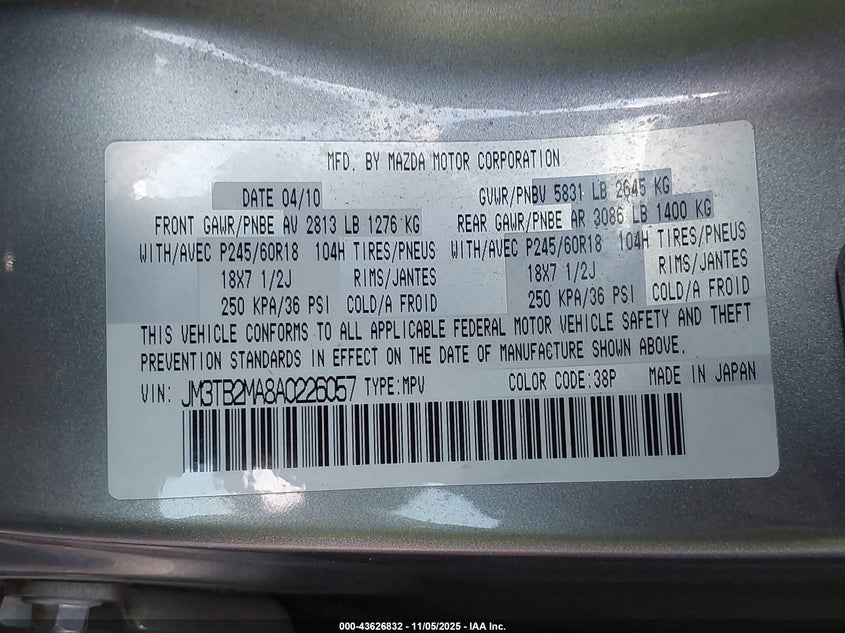 MFD. BY MAZDA MOTOR CORPORATION
DATE 04/10 GVWR/PNBV 5831 LB 2645 KG
FRONT GAWR/PNBE AV 2813 LB 1276 KG REAR GAWR/PNBE AR 3086 LB 1400 KG
WITH/AVEC P245/60R18 104H TIRES/PNEUS WITH/AVEC P245/60R18 104H TIRES/PNEUS
18X7 1/2J RIMS/JANTES 18X7 1/2J RIMS/JANTES
250 KPA/36 PSI COLD/A FROID 250 KPA/36 PSI COLD/A FROID
THIS VEHICLE CONFORMS TO ALL APPLICABLE FEDERAL MOTOR VEHICLE SAFETY AND THEFT
PREVENTION STANDARDS IN EFFECT ON THE DATE OF MANUFACTURE SHOWN ABOVE.
VIN: JM3TB2MA8A0226057 TYPE:MPV COLOR CODE:38P MADE IN JAPAN
000-43626832 - 11/05/2025 - IAA Inc.